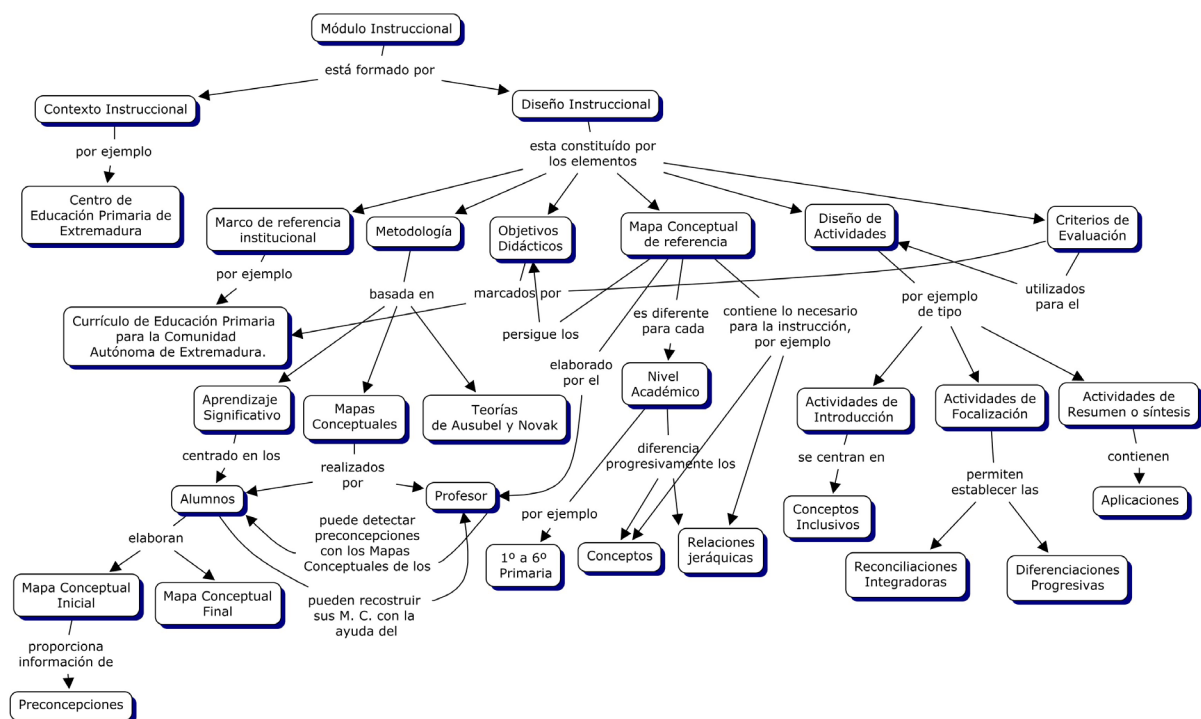 Módulo Instruccional
está formado por
Contexto Instruccional
Diseño Instruccional
por ejemplo
esta constituído por
los elementos
Centro de
Educación Primaria de
Extremadura
Marco de referencia
institucional
Metodología
Objetivos
Didácticos
Mapa Conceptual
de referencia
Diseño de
Actividades
Criterios de
Evaluación
por ejemplo
basada en
marcados por
persigue los
es diferente
para cada
contiene lo necesario
para la instrucción,
por ejemplo
por ejemplo
de tipo
utilizados
para el
Currículo de Educación Primaria
para la Comunidad
Autónoma de Extremadura.
elaborado
por el
Nivel
Académico
Aprendizaje
Significativo
Mapas
Conceptuales
Teorías
de Ausubel y Novak
Actividades de
Introducción
Actividades de
Focalización
Actividades de
Resumen o síntesis
centrado en los
realizados
por
diferencia
progresivamente los
se centran en
permiten
establecer las
contienen
Alumnos
Profesor
Conceptos
Inclusivos
Aplicaciones
elaboran
puede detectar
preconcepciones
con los Mapas
Conceptuales de los
por ejemplo
1º a 6º
Primaria
Conceptos
Relaciones
jeráquicas
Reconciliaciones
Integradoras
Diferenciaciones
Progresivas
Mapa Conceptual
Inicial
Mapa Conceptual
Final
pueden recostruir
sus M. C. con la
ayuda del
proporciona
información de
Preconcepciones